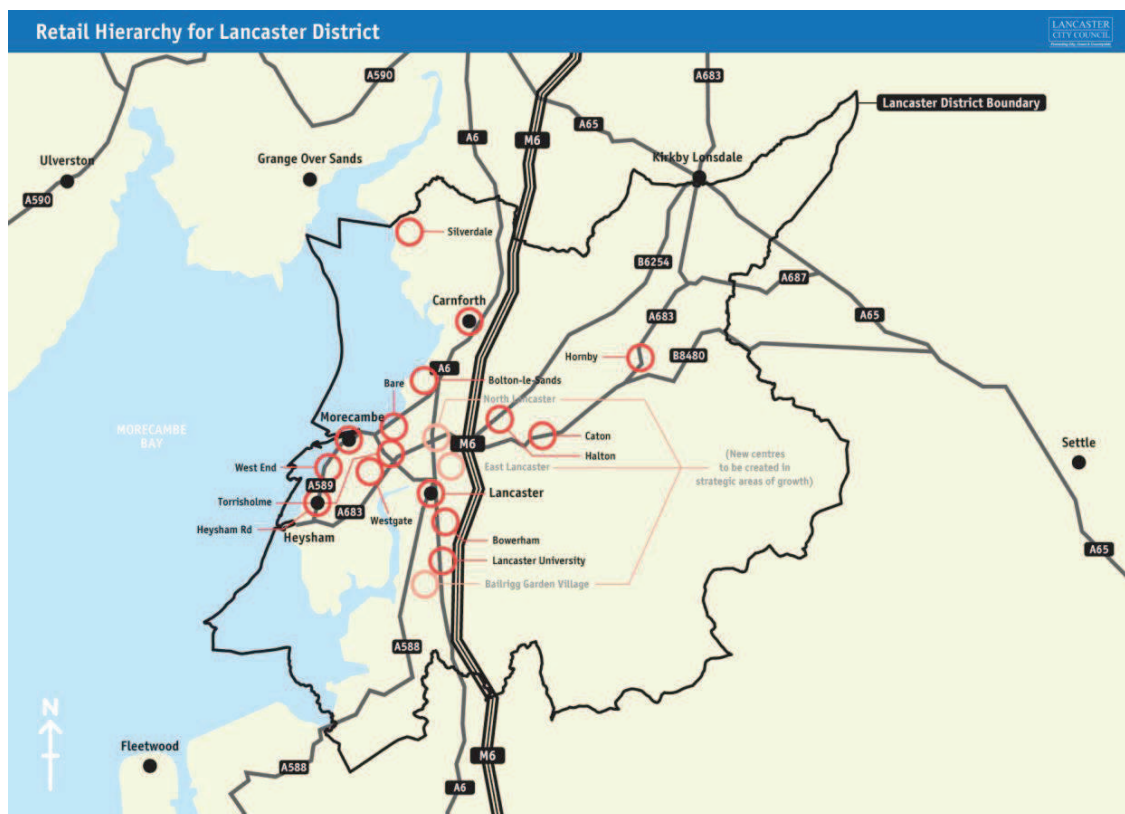 Retail Hierarchy for Lancaster District
LANCASTER
CITY COUNCIL
A590
A683
Lancaster District Boundary
A6
M6
A65
Ulverston
Grange Over Sands
Kirkby Lonsdale
A590
Silverdale
B6254
A687
Carnforth
A683
A65
Hornby
B8480
A6
Bolton-le-Sands
Bare
North Lancaster
Morecambe
MORECAMBE
BAY
M6
Caton
Settle
Halton
(New centres
to be created in
strategic areas of growth)
West End
East Lancaster
A589
Lancaster
Torrisholme
A683
Westgate
Heysham Rd
Heysham
Bowerham
A65
Lancaster University
Bailrigg Garden Village
A588
N
Fleetwood
M6
A588
A6